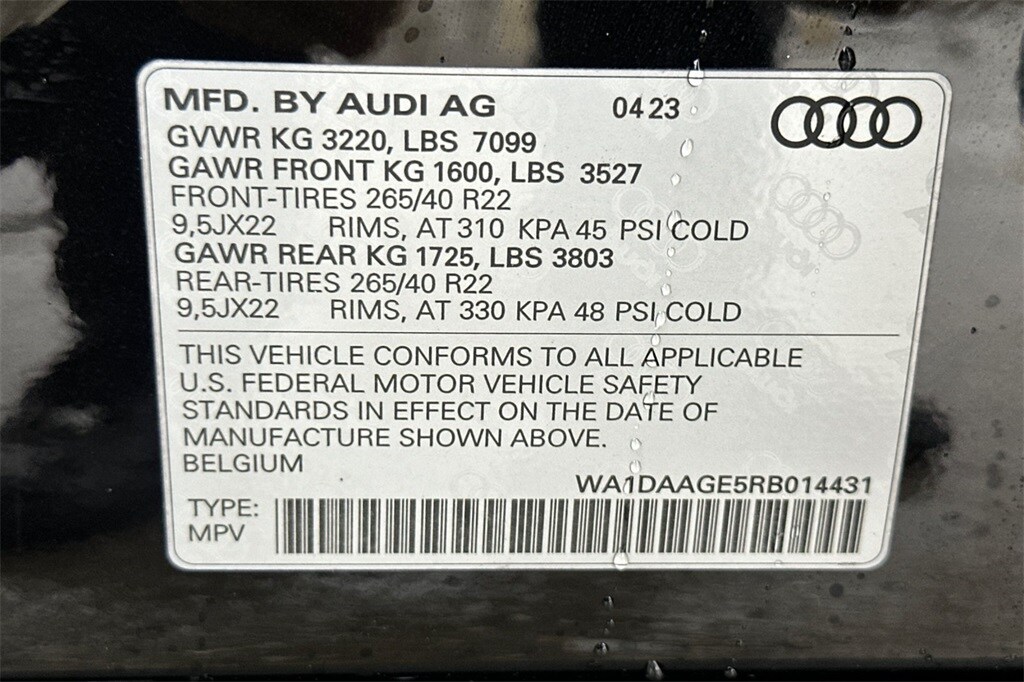 MFD. BY AUDI AG 04 23
GVWR KG 3220, LBS 7099
GAWR FRONT KG 1600, LBS 3527
FRONT-TIRES 265/40 R22
9,5JX22 RIMS, AT 310 KPA 45 PSI COLD
GAWR REAR KG 1725, LBS 3803
REAR-TIRES 265/40 R22
9,5JX22 RIMS, AT 330 KPA 48 PSI COLD
THIS VEHICLE CONFORMS TO ALL APPLICABLE
U.S. FEDERAL MOTOR VEHICLE SAFETY
STANDARDS IN EFFECT ON THE DATE OF
MANUFACTURE SHOWN ABOVE.
BELGIUM
WA1DAAGE5RB014431
TYPE:
MPV